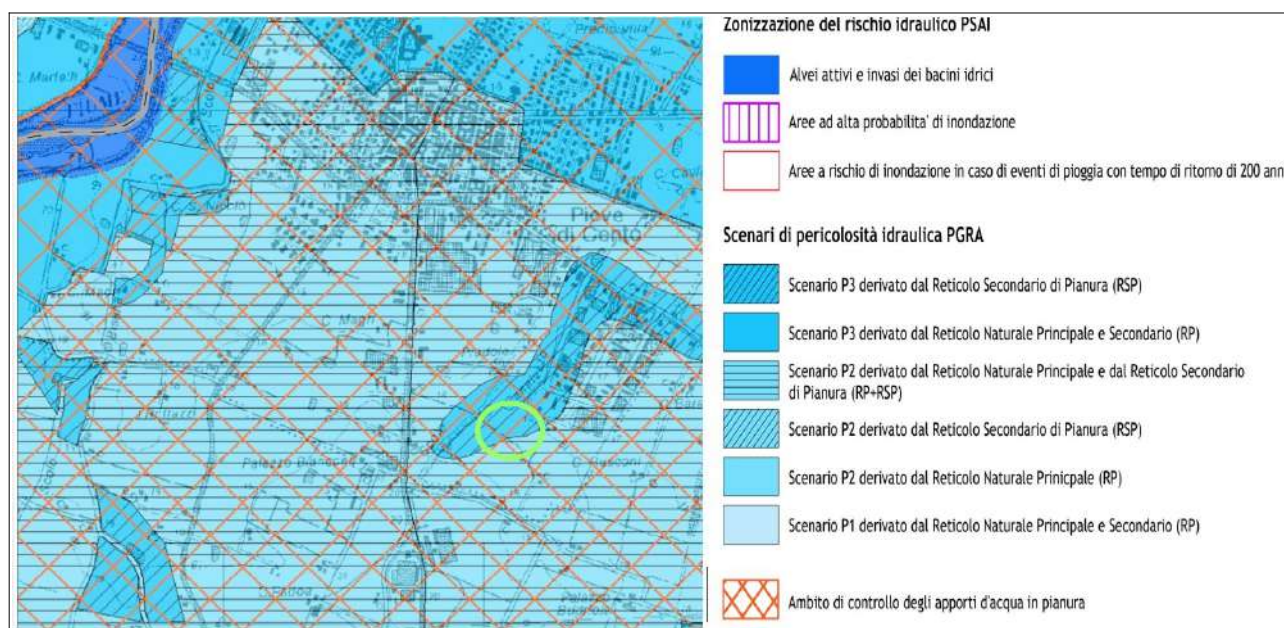 Zonizzazione del rischio idraulico PSAI
Alvei attivi e invasi dei bacini idrici
Aree ad alta probabilita' di inondazione
Aree a rischio di inondazione in caso di eventi di pioggia con tempo di ritorno di 200 ann
Scenari di pericolosità idraulica PGRA
Scenario P3 derivato dal Reticolo Secondario di Pianura (RSP)
Scenario P3 derivato dal Reticolo Naturale Principale e Secondario (RP)
Scenario P2 derivato dal Reticolo Naturale Principale e dal Reticolo Secondario
di Pianura (RP+RSP)
Scenario P2 derivato dal Reticolo Secondario di Pianura (RSP)
Scenario P2 derivato dal Reticolo Naturale Prinicpale (RP)
Scenario P1 derivato dal Reticolo Naturale Principale e Secondario (RP)
Ambito di controllo degli apporti d'acqua in pianura
Pieve
di Cento
C. Magri
Palazzo